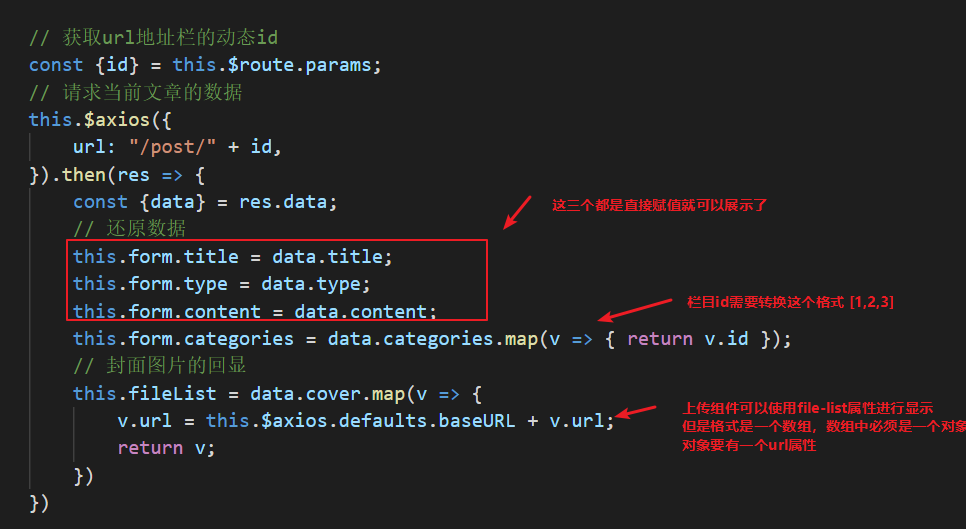 // 获取url地址栏的动态id
const {id} = this.$route.params;
// 请求当前文章的数据
this.$axios({
    url: "/post/" + id,
}).then(res => {
    const {data} = res.data;
这三个都是直接赋值就可以展示了
    // 还原数据
    this.form.title = data.title;
    this.form.type = data.type;
    this.form.content = data.content;
栏目id需要转换这个格式 [1,2,3]
    this.form.categories = data.categories.map(v => { return v.id });
    // 封面图片的回显
    this.fileList = data.cover.map(v => {
        v.url = this.$axios.defaults.baseURL + v.url;
上传组件可以使用file-list属性进行显示
但是格式是一个数组，数组中必须是一个对象
对象要有一个url属性
        return v;
    })
})